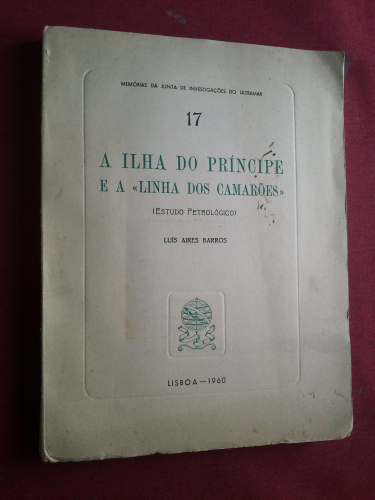 MEMÓRIAS DA JUNTA DE INVESTIGAÇÕES DO ULTRAMAR
17
A ILHA DO PRÍNCIPE
E A «LINHA DOS CAMARÕES»
(ESTUDO PETROLÓGICO)
LUÍS AIRES BARROS
LISBOA — 1960